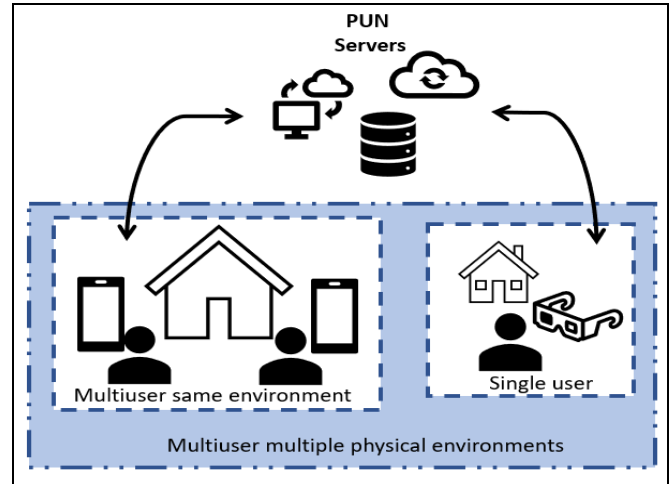 PUN
Servers
Multiuser same environment
Single user
Multiuser multiple physical environments